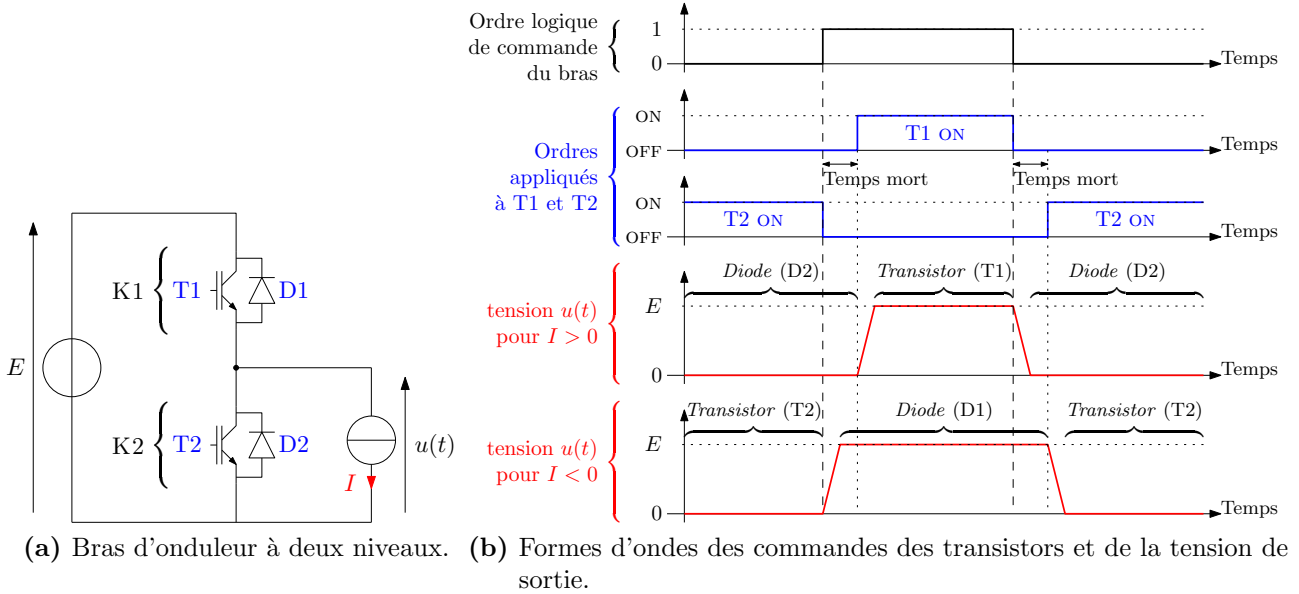 E
K1
T1
D1
K2
T2
D2
I
u(t)
(a) Bras d'onduleur à deux niveaux.
Ordre logique
de commande
du bras
1
0
Temps
Ordres
appliqués
à T1 et T2
ON
OFF
T1 ON
Temps
Temps mort
Temps mort
ON
OFF
T2 ON
T2 ON
Temps
tension u(t)
pour I > 0
Diode (D2)
Transistor (T1)
Diode (D2)
E
0
Temps
tension u(t)
pour I < 0
Transistor (T2)
Diode (D1)
Transistor (T2)
E
0
Temps
(b) Formes d'ondes des commandes des transistors et de la tension de
sortie.